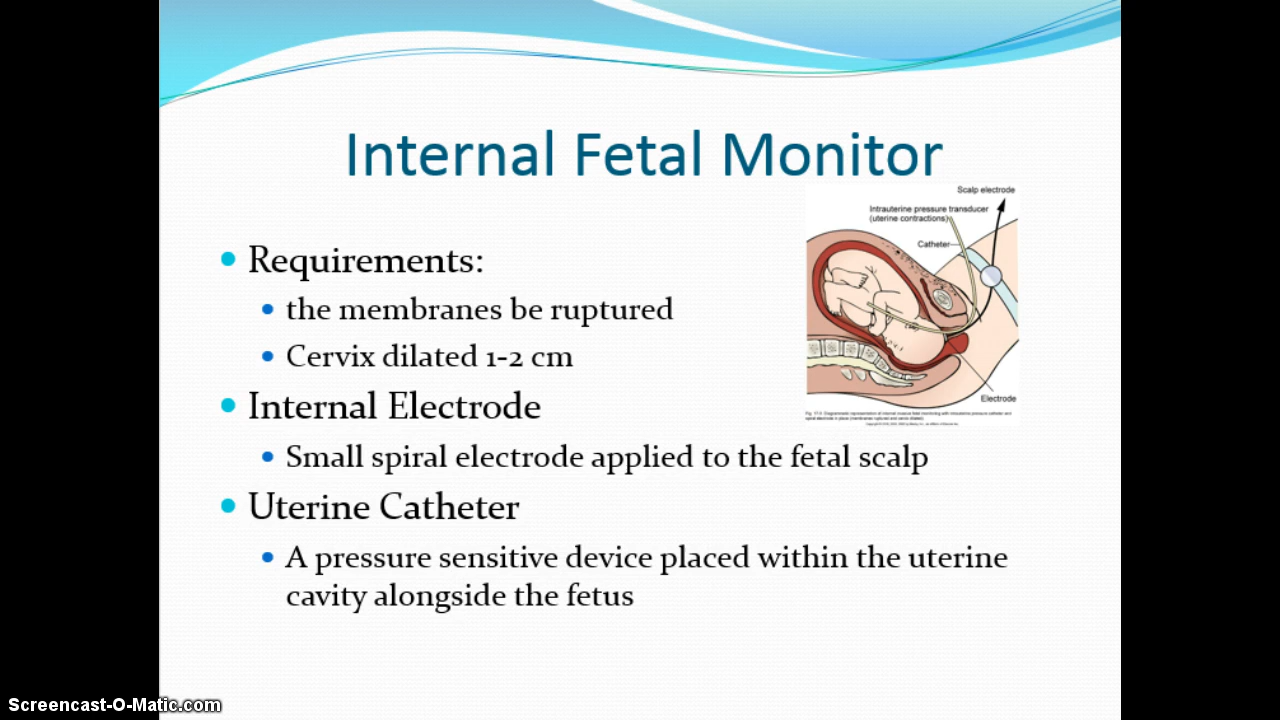 Internal Fetal Monitor
Scalp electrode
Intrauterine pressure transducer
(uterine contractions)
Catheter
Electrode
Requirements:
the membranes be ruptured
Cervix dilated 1-2 cm
Internal Electrode
Small spiral electrode applied to the fetal scalp
Uterine Catheter
A pressure sensitive device placed within the uterine
cavity alongside the fetus
Screencast-O-Matic.com